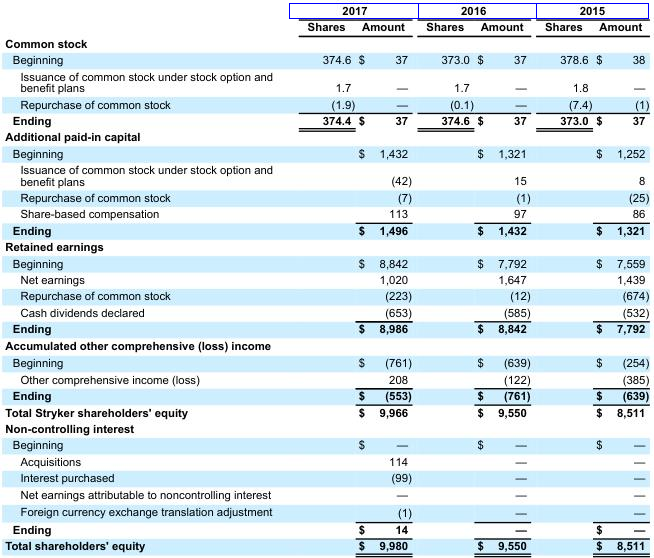 2017 2016 2015
Shares Amount Shares Amount Shares Amount
Common stock
Beginning 374.6 $ 37 373.0 $ 37 378.6 $ 38
Issuance of common stock under stock option and
benefit plans 1.7 — 1.7 — 1.8 —
Repurchase of common stock (1.9) — (0.1) — (7.4) (1)
Ending 374.4 $ 37 374.6 $ 37 373.0 $ 37
Additional paid-in capital
Beginning $ 1,432 $ 1,321 $ 1,252
Issuance of common stock under stock option and
benefit plans (42) 15 8
Repurchase of common stock (7) (1) (25)
Share-based compensation 113 97 86
Ending $ 1,496 $ 1,432 $ 1,321
Retained earnings
Beginning $ 8,842 $ 7,792 $ 7,559
Net earnings 1,020 1,647 1,439
Repurchase of common stock (223) (12) (674)
Cash dividends declared (653) (585) (532)
Ending $ 8,986 $ 8,842 $ 7,792
Accumulated other comprehensive (loss) income
Beginning $ (761) $ (639) $ (254)
Other comprehensive income (loss) 208 (122) (385)
Ending $ (553) $ (761) $ (639)
Total Stryker shareholders' equity $ 9,966 $ 9,550 $ 8,511
Non-controlling interest
Beginning $ — $ — $ —
Acquisitions 114 — —
Interest purchased (99) — —
Net earnings attributable to noncontrolling interest — — —
Foreign currency exchange translation adjustment (1) — —
Ending $ 14 — $ —
Total shareholders' equity $ 9,980 $ 9,550 $ 8,511